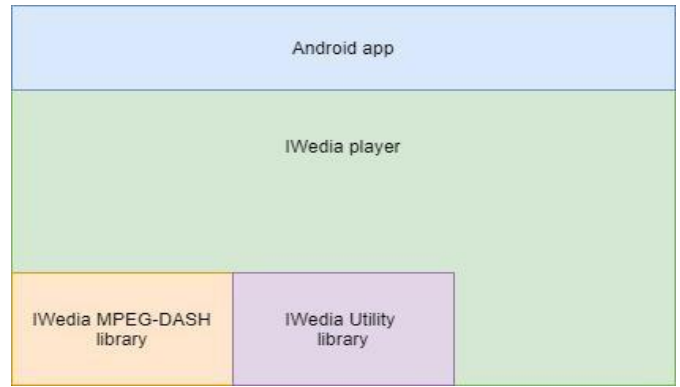 Android app
IWedia player
IWedia MPEG-DASH
library
IWedia Utility
library